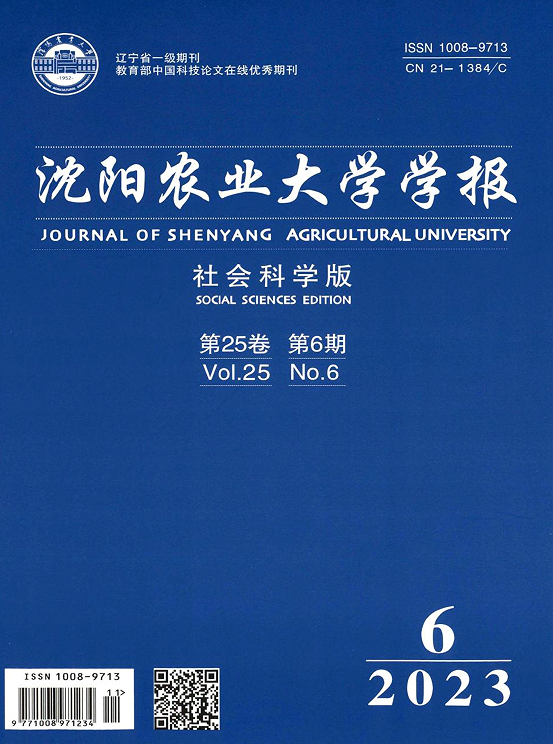 辽宁省一级期刊
教育部中国科技论文在线优秀期刊
ISSN 1008-9713
CN 21-1384/C
1952
沈阳农业大学学报
JOURNAL OF SHENYANG AGRICULTURAL UNIVERSITY
社会科学版
SOCIAL SCIENCES EDITION
第25卷 第6期
Vol.25 No.6
6
2023
ISSN 1008-9713
11>
9 771008 971234